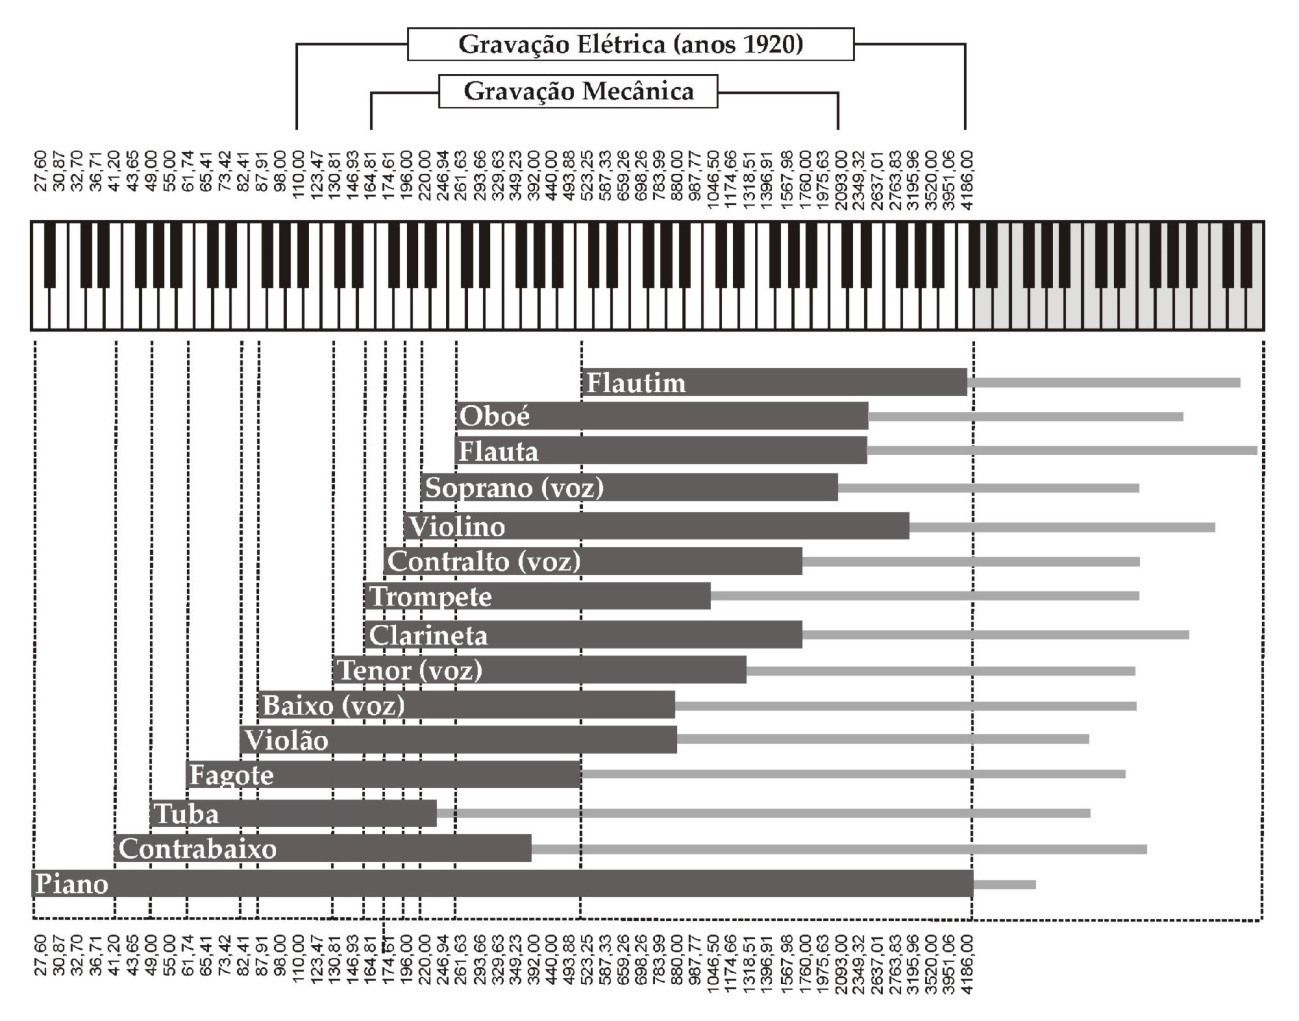 Gravação Elétrica (anos 1920)
Gravação Mecânica
27,60 30,87 32,70 36,71 41,20 43,65 49,00 55,00 61,74 65,41 73,42 82,41 87,91 98,00 110,00 123,47 130,81 146,93 164,81 174,61 196,00 220,00 246,94 261,63 293,66 329,63 349,23 392,00 440,00 493,88 523,25 587,33 659,26 698,26 783,99 880,00 987,77 1046,50 1174,66 1318,51 1396,91 1567,98 1760,00 1975,63 2093,00 2349,32 2637,01 2763,83 3195,96 3520,00 3951,06 4186,00
Flautim
Oboé
Flauta
Soprano (voz)
Violino
Contralto (voz)
Trompete
Clarineta
Tenor (voz)
Baixo (voz)
Violão
Fagote
Tuba
Contrabaixo
Piano
27,60 30,87 32,70 36,71 41,20 43,65 49,00 55,00 61,74 65,41 73,42 82,41 87,91 98,00 110,00 123,47 130,81 146,93 164,81 174,61 196,00 220,00 246,94 261,63 293,66 329,63 349,23 392,00 440,00 493,88 523,25 587,33 659,26 698,26 783,99 880,00 987,77 1046,50 1174,66 1318,51 1396,91 1567,98 1760,00 1975,63 2093,00 2349,32 2637,01 2763,83 3195,96 3520,00 3951,06 4186,00